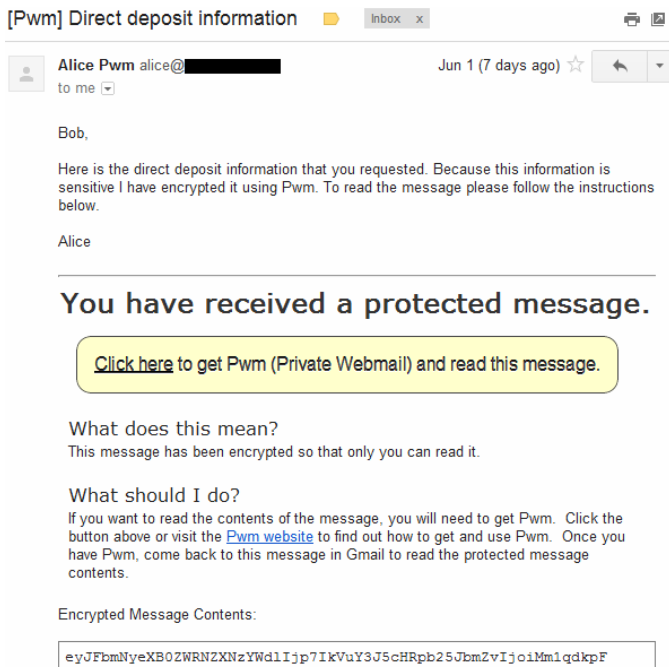 [Pwm] Direct deposit information Inbox x
Alice Pwm alice@ Jun 1 (7 days ago)
to me
Bob,
Here is the direct deposit information that you requested. Because this information is
sensitive I have encrypted it using Pwm. To read the message please follow the instructions
below.
Alice
You have received a protected message.
Click here to get Pwm (Private Webmail) and read this message.
What does this mean?
This message has been encrypted so that only you can read it.
What should I do?
If you want to read the contents of the message, you will need to get Pwm. Click the
button above or visit the Pwm website to find out how to get and use Pwm. Once you
have Pwm, come back to this message in Gmail to read the protected message
contents.
Encrypted Message Contents:
eyJFbmNyeXB0ZWRNZXNzYWdlIjp7IkVuY3J5cHRpb25JbmZvIjoiMm1qdkpF